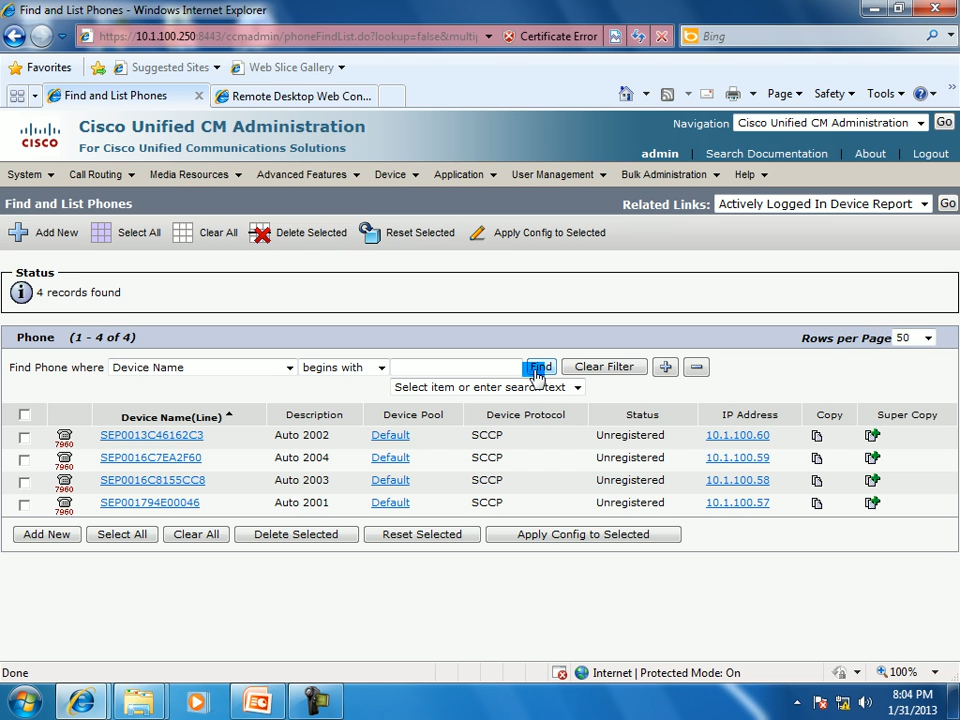 Find and List Phones - Windows Internet Explorer
https://10.1.100.250:8443/ccmadmin/phoneFindList.do?lookup=false&multip Certificate Error Bing
Favorites Suggested Sites Web Slice Gallery
Find and List Phones Remote Desktop Web Con... Page Safety Tools
Cisco Unified CM Administration
For Cisco Unified Communications Solutions
CISCO
Navigation Cisco Unified CM Administration Go
admin | Search Documentation | About | Logout
System Call Routing Media Resources Advanced Features Device Application User Management Bulk Administration Help
Find and List Phones Related Links: Actively Logged In Device Report Go
Add New Select All Clear All Delete Selected Reset Selected Apply Config to Selected
Status
4 records found
Phone (1 - 4 of 4) Rows per Page 50
Find Phone where Device Name begins with Find Clear Filter
Select item or enter search text
Device Name(Line) Description Device Pool Device Protocol Status IP Address Copy Super Copy
7960 SEP0013C46162C3 Auto 2002 Default SCCP Unregistered 10.1.100.60
7960 SEP0016C7EA2F60 Auto 2004 Default SCCP Unregistered 10.1.100.59
7960 SEP0016C8155CC8 Auto 2003 Default SCCP Unregistered 10.1.100.58
7960 SEP001794E00046 Auto 2001 Default SCCP Unregistered 10.1.100.57
Add New Select All Clear All Delete Selected Reset Selected Apply Config to Selected
Done Internet | Protected Mode: On 100%
8:04 PM
1/31/2013